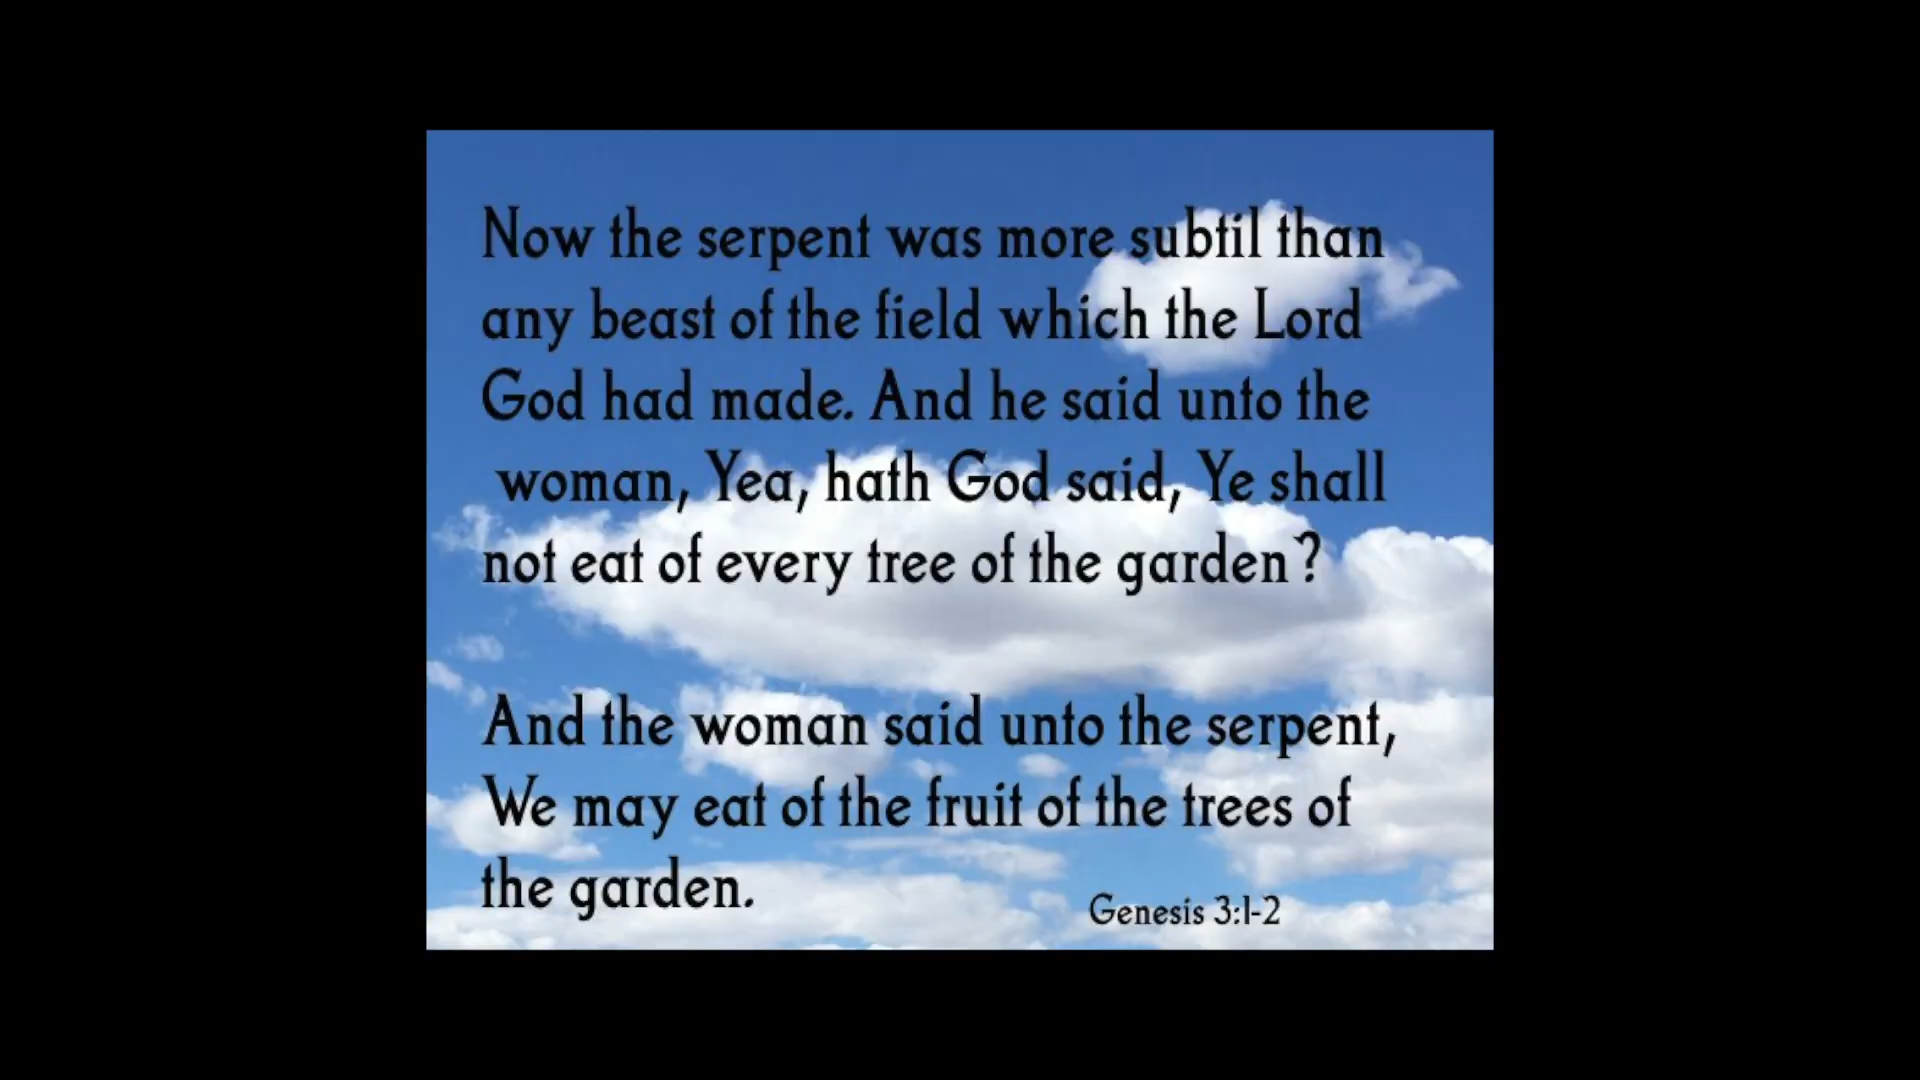 Now the serpent was more subtil than
any beast of the field which the Lord
God had made. And he said unto the
woman, Yea, hath God said, Ye shall
not eat of every tree of the garden?
And the woman said unto the serpent,
We may eat of the fruit of the trees of
the garden.
Genesis 3:1-2